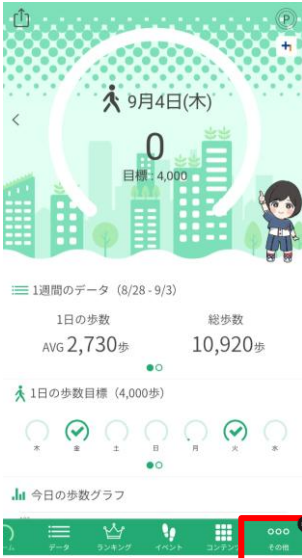 P
9月4日(木)
0
目標 : 4,000
1週間のデータ（8/28 - 9/3）
1日の歩数
総歩数
AVG 2,730歩
10,920歩
1日の歩数目標（4,000歩）
木 金 土 日 月 火 水
今日の歩数グラフ
ム データ ランキング イベント コンテンツ その他